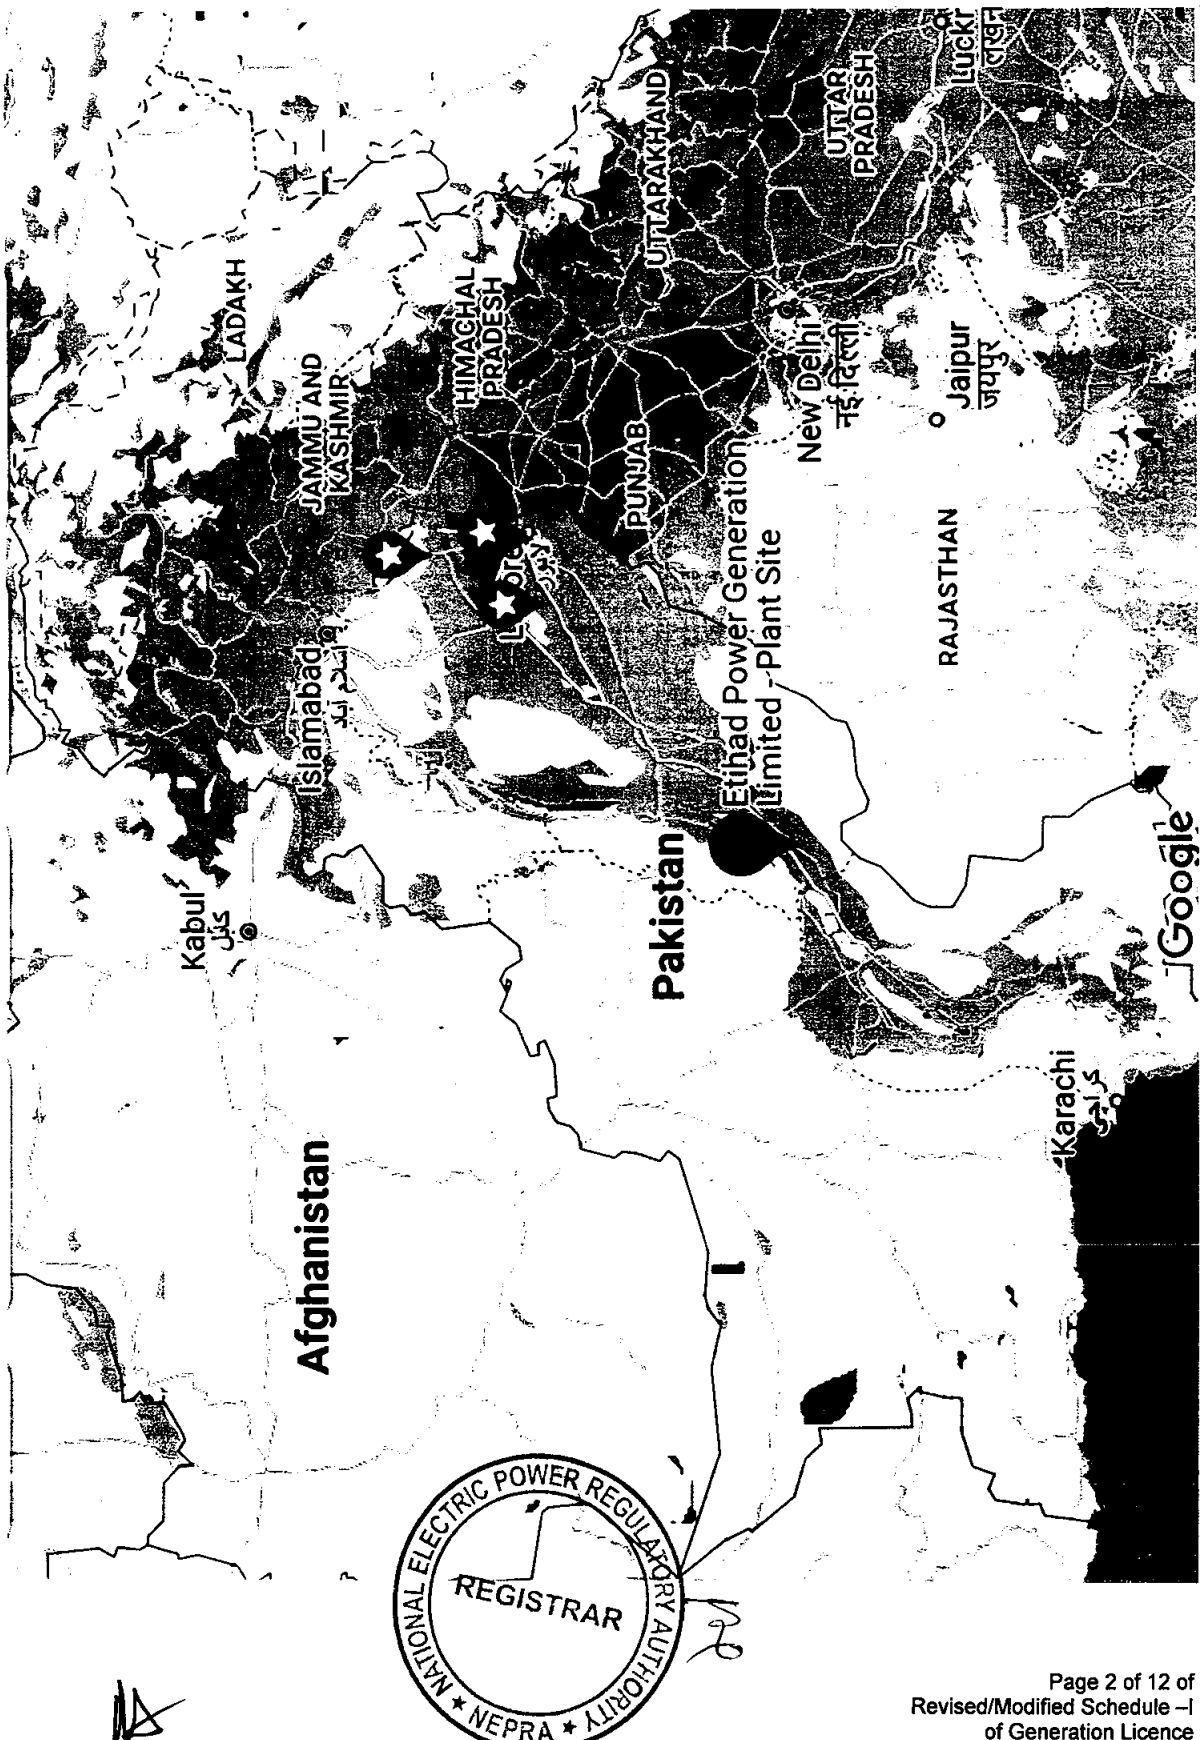 LADAKH
JAMMU AND
KASHMIR
HIMACHAL
PRADESH
UTTARAKHAND
UTTAR
PRADESH
लखन
PUNJAB
New Delhi
नई दिल्ली
Jaipur
जयपुर
RAJASTHAN
Islamabad
اسلام آباد
لاہور
Kabul
کابل
Etihad Power Generation
Limited - Plant Site
Pakistan
Afghanistan
Karachi
کراچی
Google
NATIONAL ELECTRIC POWER REGULATORY AUTHORITY
★ NEPRA ★
REGISTRAR
Page 2 of 12 of
Revised/Modified Schedule –I
of Generation Licence